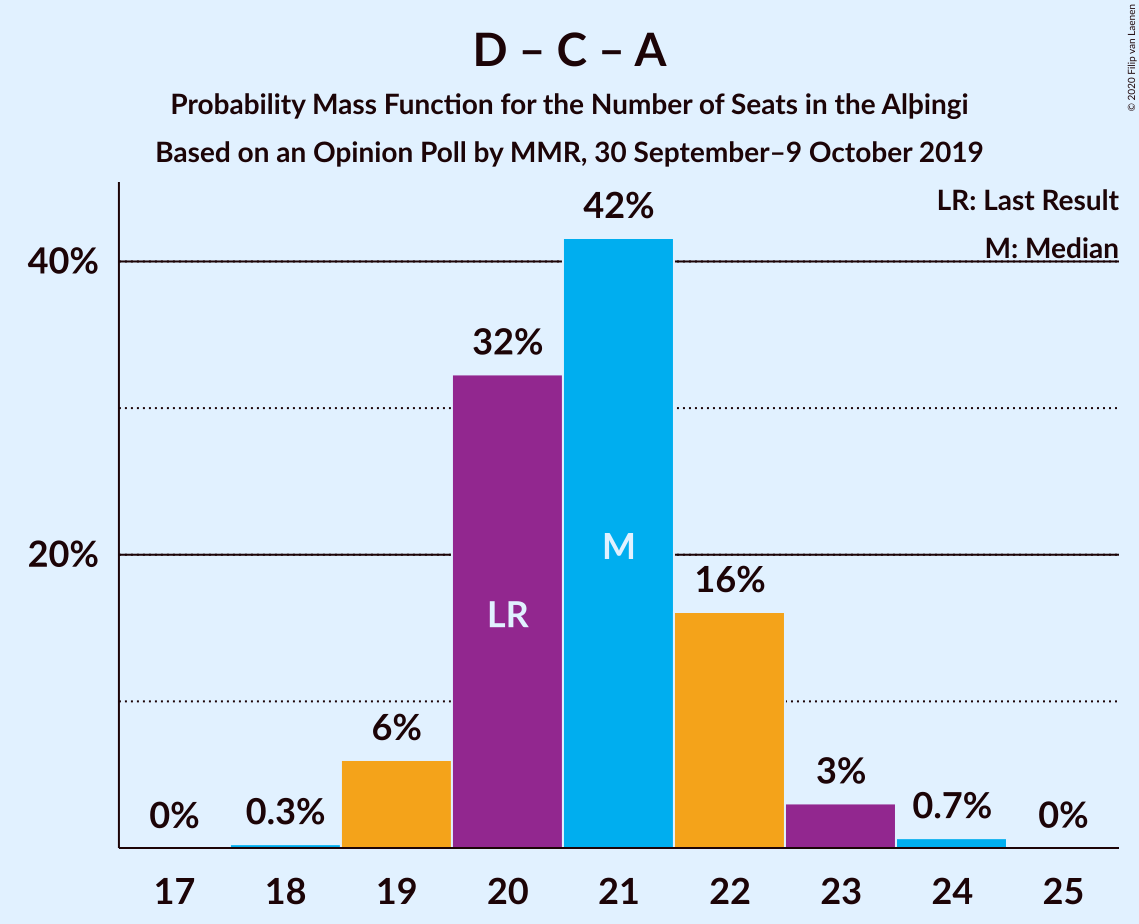 D – C – A
Probability Mass Function for the Number of Seats in the Alþingi
Based on an Opinion Poll by MMR, 30 September–9 October 2019
© 2020 Filip van Laenen
LR: Last Result
M: Median
42%
40%
32%
M
20%
16%
LR
6%
3%
0%
0.3%
0.7%
0%
17 18 19 20 21 22 23 24 25